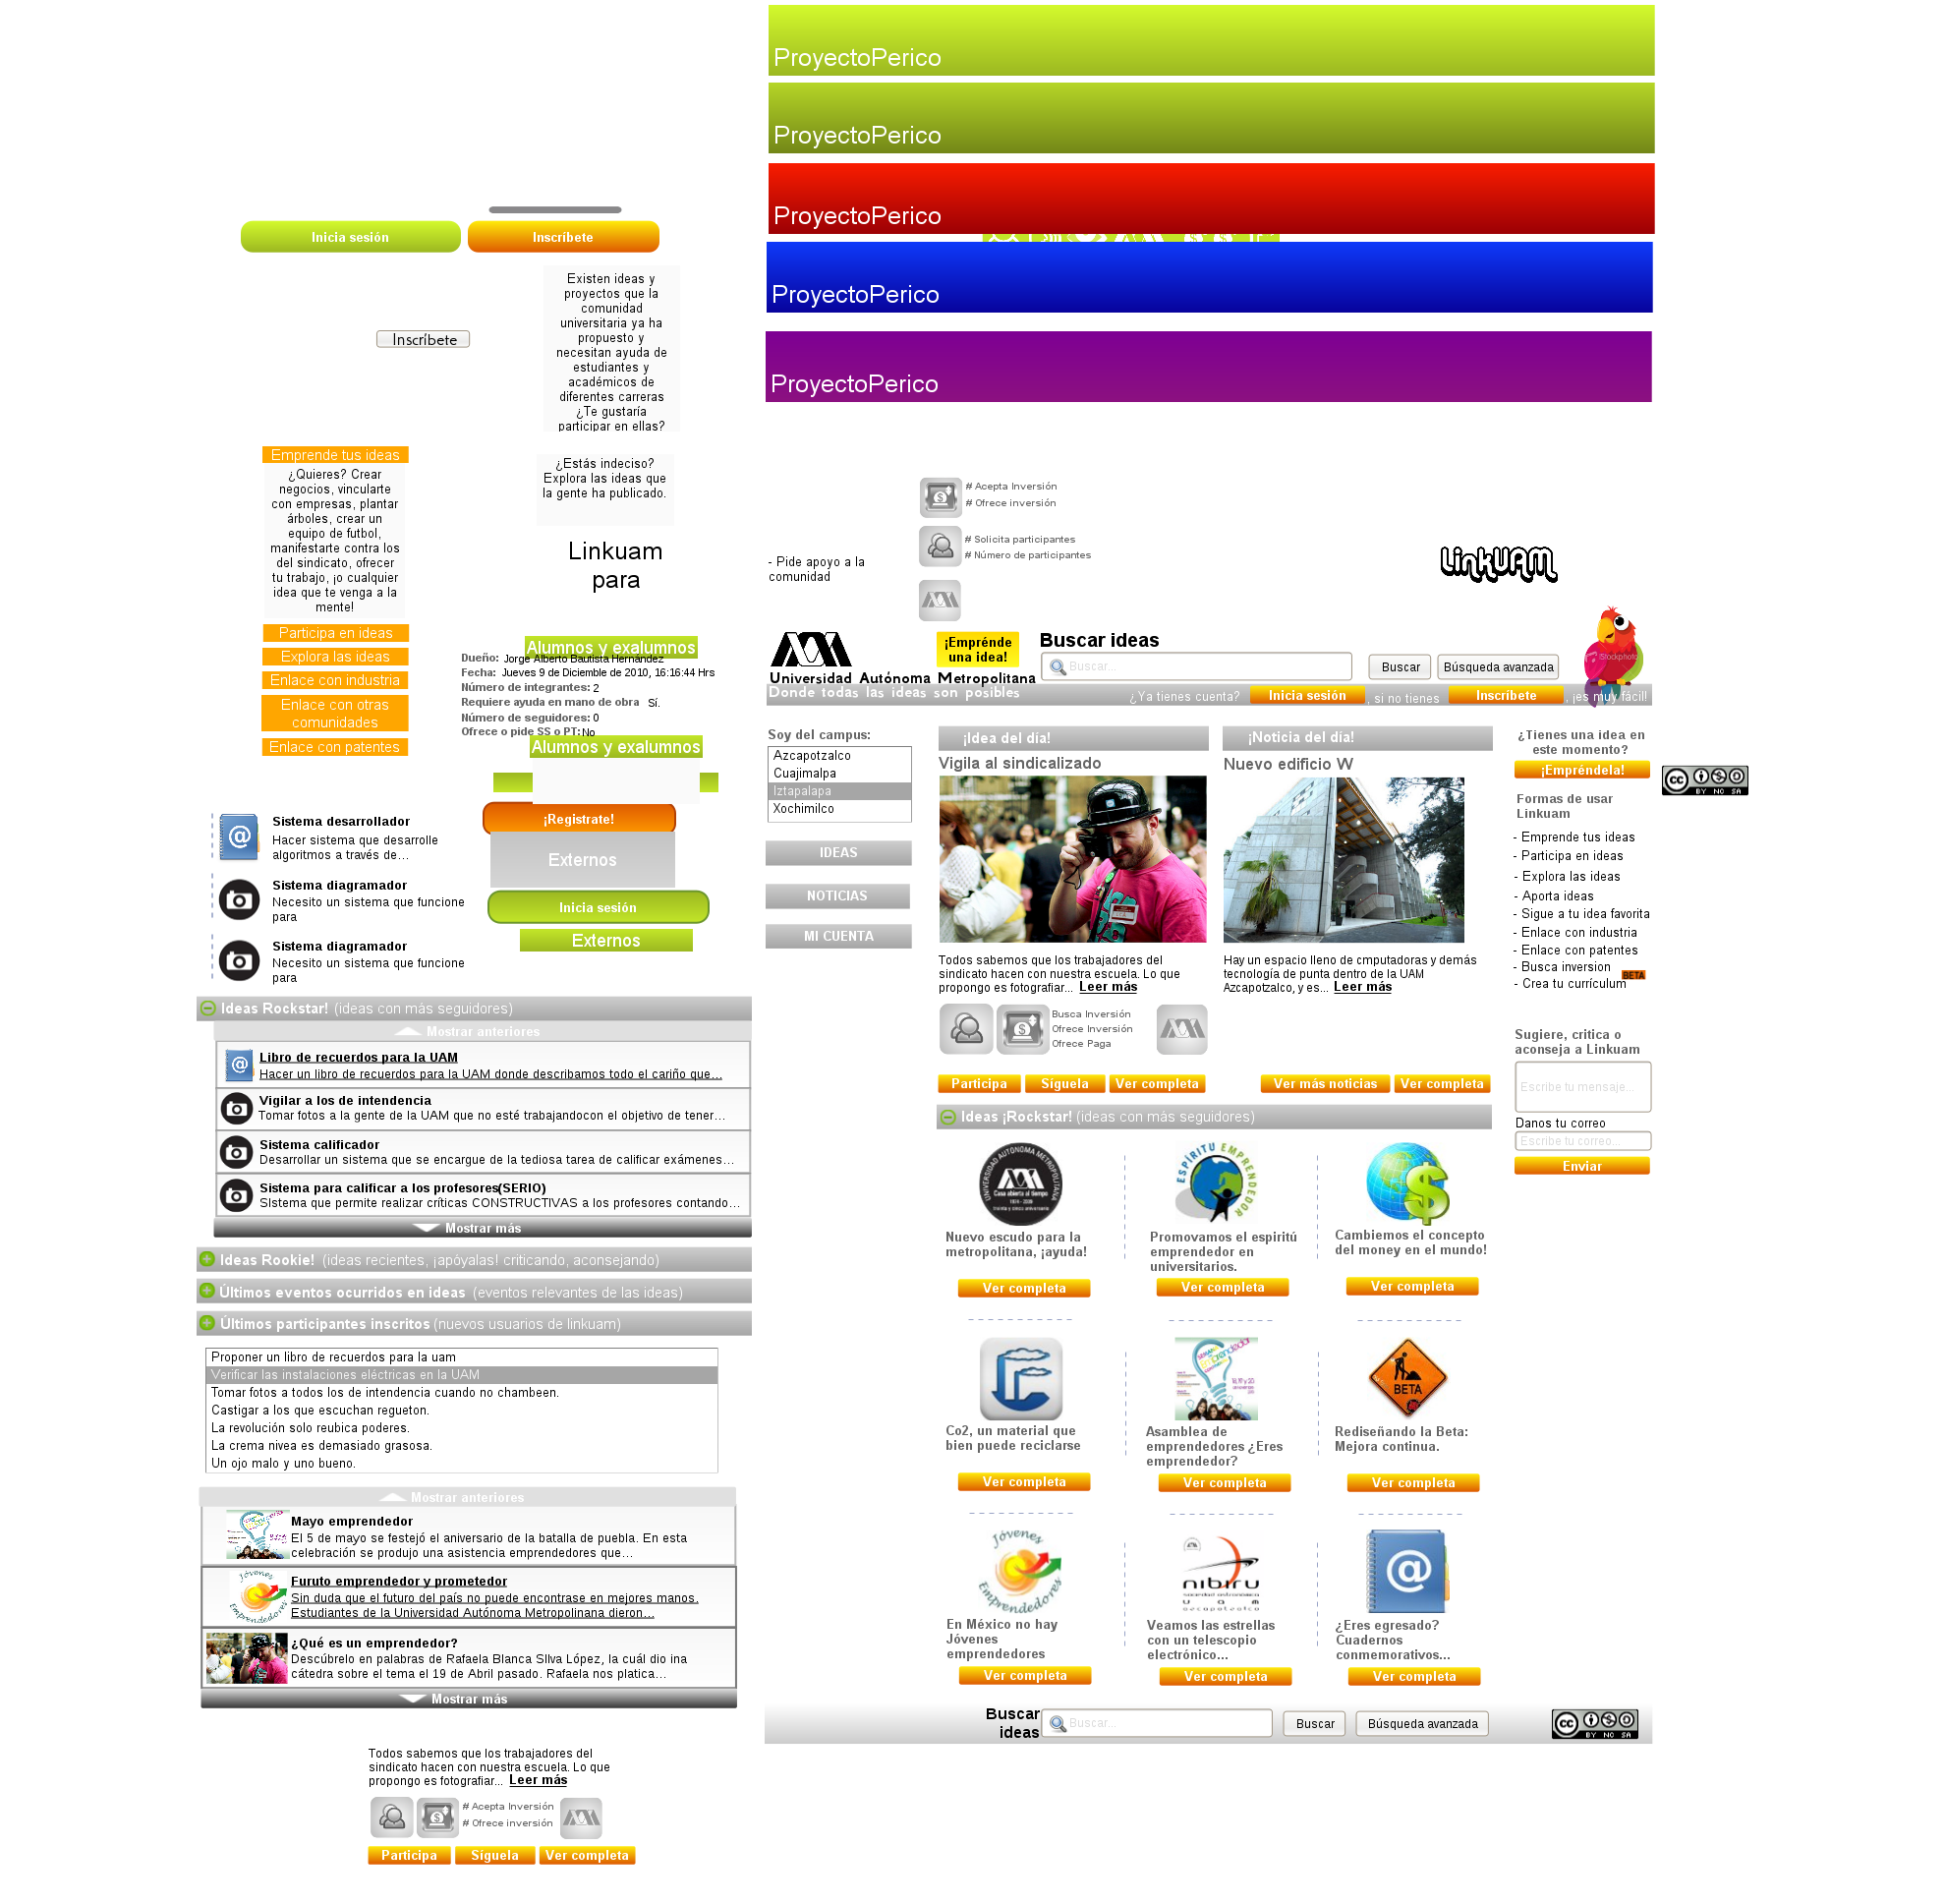 ProyectoPerico
ProyectoPerico
ProyectoPerico
ProyectoPerico
ProyectoPerico
Inicia sesión
Inscríbete
Existen ideas y
proyectos que la
comunidad
universitaria ya ha
propuesto y
necesitan ayuda de
estudiantes y
académicos de
diferentes carreras
¿Te gustaría
participar en ellas?
Inscríbete
Emprende tus ideas
¿Quieres? Crear
negocios, vincularte
con empresas, plantar
árboles, crear un
equipo de futbol,
manifestarte contra los
del sindicato, ofrecer
tu trabajo, ¡o cualquier
idea que te venga a la
mente!
Participa en ideas
Explora las ideas
Enlace con industria
Enlace con otras
comunidades
Enlace con patentes
¿Estás indeciso?
Explora las ideas que
la gente ha publicado.
Linkuam
para
Alumnos y exalumnos
Dueño: Jorge Alberto Bautista Hernández
Fecha: Jueves 9 de Diciembre de 2010, 16:16:44 Hrs
Número de integrantes: 2
Requiere ayuda en mano de obra Sí.
Número de seguidores: 0
Ofrece o pide SS o PT: No
Alumnos y exalumnos
¡Registrate!
Externos
Inicia sesión
Externos
Sistema desarrollador
Hacer sistema que desarrolle
algoritmos a través de...
Sistema diagramador
Necesito un sistema que funcione
para
Sistema diagramador
Necesito un sistema que funcione
para
Ideas Rockstar! (ideas con más seguidores)
Mostrar anteriores
Libro de recuerdos para la UAM
Hacer un libro de recuerdos para la UAM donde describamos todo el cariño que...
Vigilar a los de intendencia
Tomar fotos a la gente de la UAM que no esté trabajandocon el objetivo de tener...
Sistema calificador
Desarrollar un sistema que se encargue de la tediosa tarea de calificar exámenes...
Sistema para calificar a los profesores(SERIO)
SIstema que permite realizar críticas CONSTRUCTIVAS a los profesores contando...
Mostrar más
Ideas Rookie! (ideas recientes, ¡apóyalas! criticando, aconsejando)
Últimos eventos ocurridos en ideas (eventos relevantes de las ideas)
Últimos participantes inscritos (nuevos usuarios de linkuam)
Proponer un libro de recuerdos para la uam
Verificar las instalaciones eléctricas en la UAM
Tomar fotos a todos los de intendencia cuando no chambeen.
Castigar a los que escuchan regueton.
La revolución solo reubica poderes.
La crema nivea es demasiado grasosa.
Un ojo malo y uno bueno.
Mostrar anteriores
Mayo emprendedor
El 5 de mayo se festejó el aniversario de la batalla de puebla. En esta
celebración se produjo una asistencia emprendedores que...
Furuto emprendedor y prometedor
Sin duda que el futuro del país no puede encontrase en mejores manos.
Estudiantes de la Universidad Autónoma Metropolinana dieron...
Jóvenes
Emprendedores
¿Qué es un emprendedor?
Descúbrelo en palabras de Rafaela Blanca SIlva López, la cuál dio ina
cátedra sobre el tema el 19 de Abril pasado. Rafaela nos platica...
Mostrar más
Todos sabemos que los trabajadores del
sindicato hacen con nuestra escuela. Lo que
propongo es fotografiar... Leer más
# Acepta Inversión
# Ofrece inversión
Participa
Síguela
Ver completa
# Acepta Inversión
# Ofrece inversión
# Solicita participantes
# Número de participantes
- Pide apoyo a la
comunidad
LinkUAM
Universidad Autónoma Metropolitana
¡Emprénde
una idea!
Buscar ideas
Buscar...
Buscar
Búsqueda avanzada
iStockphoto
Donde todas las ideas son posibles
¿Ya tienes cuenta?
Inicia sesión
, si no tienes
Inscríbete
, ¡es muy fácil!
Soy del campus:
Azcapotzalco
Cuajimalpa
Iztapalapa
Xochimilco
IDEAS
NOTICIAS
MI CUENTA
¡Idea del día!
Vigila al sindicalizado
Todos sabemos que los trabajadores del
sindicato hacen con nuestra escuela. Lo que
propongo es fotografiar... Leer más
Busca Inversión
Ofrece Inversión
Ofrece Paga
Participa
Síguela
Ver completa
¡Noticia del día!
Nuevo edificio W
Hay un espacio lleno de cmputadoras y demás
tecnología de punta dentro de la UAM
Azcapotzalco, y es... Leer más
Ver más noticias
Ver completa
Ideas ¡Rockstar! (ideas con más seguidores)
UNIVERSIDAD AUTONOMA METROPOLITANA
Casa abierta al tiempo
Nuevo escudo para la
metropolitana, ¡ayuda!
Ver completa
ESPÍRITU EMPRENDEDOR
Promovamos el espiritú
emprendedor en
universitarios.
Ver completa
$
Cambiemos el concepto
del money en el mundo!
Ver completa
Co2, un material que
bien puede reciclarse
Ver completa
Asamblea de
emprendedores ¿Eres
emprendedor?
Ver completa
BETA
Rediseñando la Beta:
Mejora continua.
Ver completa
Jóvenes
Emprendedores
En México no hay
Jóvenes
emprendedores
Ver completa
nibiru
uam
azcapotzalco
Veamos las estrellas
con un telescopio
electrónico...
Ver completa
@
¿Eres egresado?
Cuadernos
conmemorativos...
Ver completa
¿Tienes una idea en
este momento?
¡Empréndela!
Formas de usar
Linkuam
- Emprende tus ideas
- Participa en ideas
- Explora las ideas
- Aporta ideas
- Sigue a tu idea favorita
- Enlace con industria
- Enlace con patentes
- Busca inversion
BETA
- Crea tu currículum
cc BY NC SA
Sugiere, critica o
aconseja a Linkuam
Escribe tu mensaje...
Danos tu correo
Escribe tu correo...
Enviar
Buscar
ideas
Buscar...
Buscar
Búsqueda avanzada
cc BY NC SA